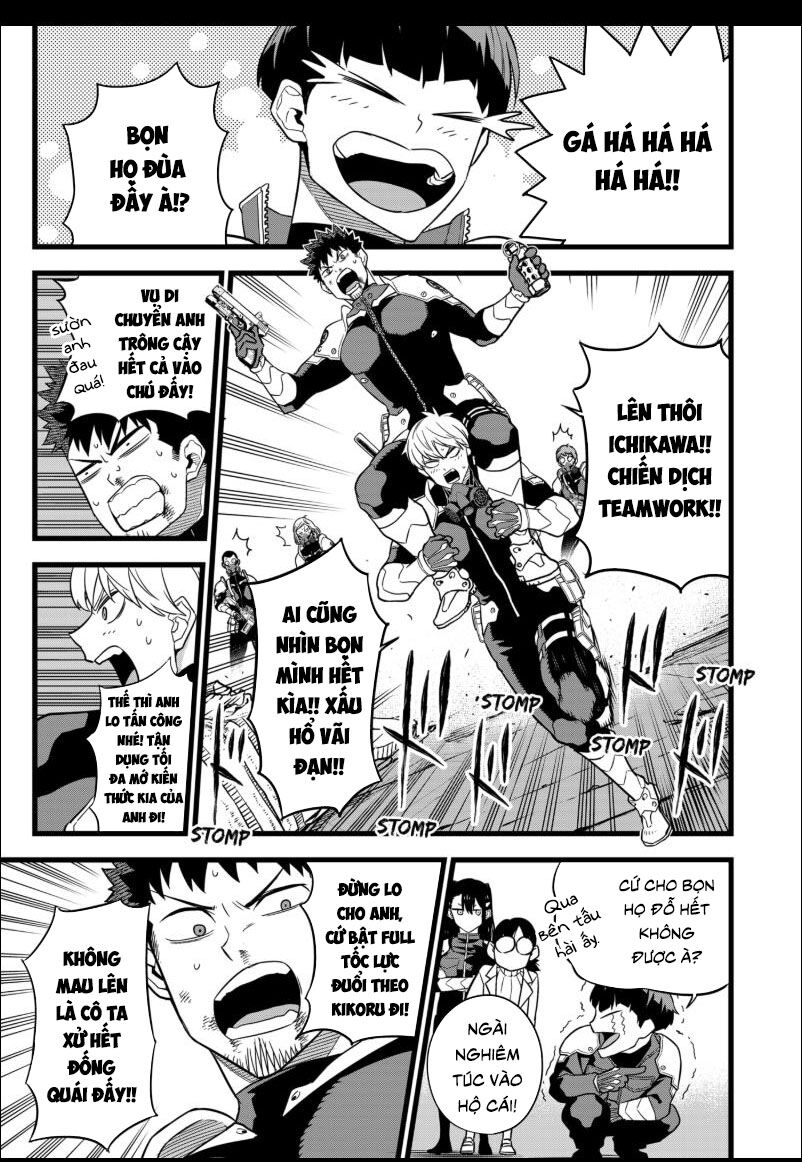 GÁ HÁ HÁ HÁ
HÁ HÁ!!
BỌN
HỌ ĐÙA
ĐẤY À!?
LÊN THÔI
ICHIKAWA!!
CHIẾN DỊCH
TEAMWORK!!
AI CŨNG
NHÌN BỌN
MÌNH HẾT
KÌA!! XẤU
HỔ VÃI
ĐẠN!!
STOMP
STOMP
STOMP
STOMP
STOMP
VỤ DI
CHUYỂN ANH
TRÔNG CẬY
HẾT CẢ VÀO
CHÚ ĐẤY!
sườn
anh
đau
quá!
THẾ THÌ ANH
LO TẤN CÔNG
NHÉ! TẬN
DỤNG TỐI
ĐA MỚ KIẾN
THỨC KIA CỦA
ANH ĐI!
CỨ CHO BỌN
HỌ ĐỖ HẾT
KHÔNG
ĐƯỢC À?
Qua
bên tấu
hài ấy.
NGÀI
NGHIÊM
TÚC VÀO
HỘ CÁI!
ĐỪNG LO
CHO ANH,
CỨ BẬT FULL
TỐC LỰC
ĐUỔI THEO
KIKORU ĐI!
KHÔNG
MAU LÊN
LÀ CÔ TA
XỬ HẾT
ĐỐNG
QUÁI ĐẤY!!